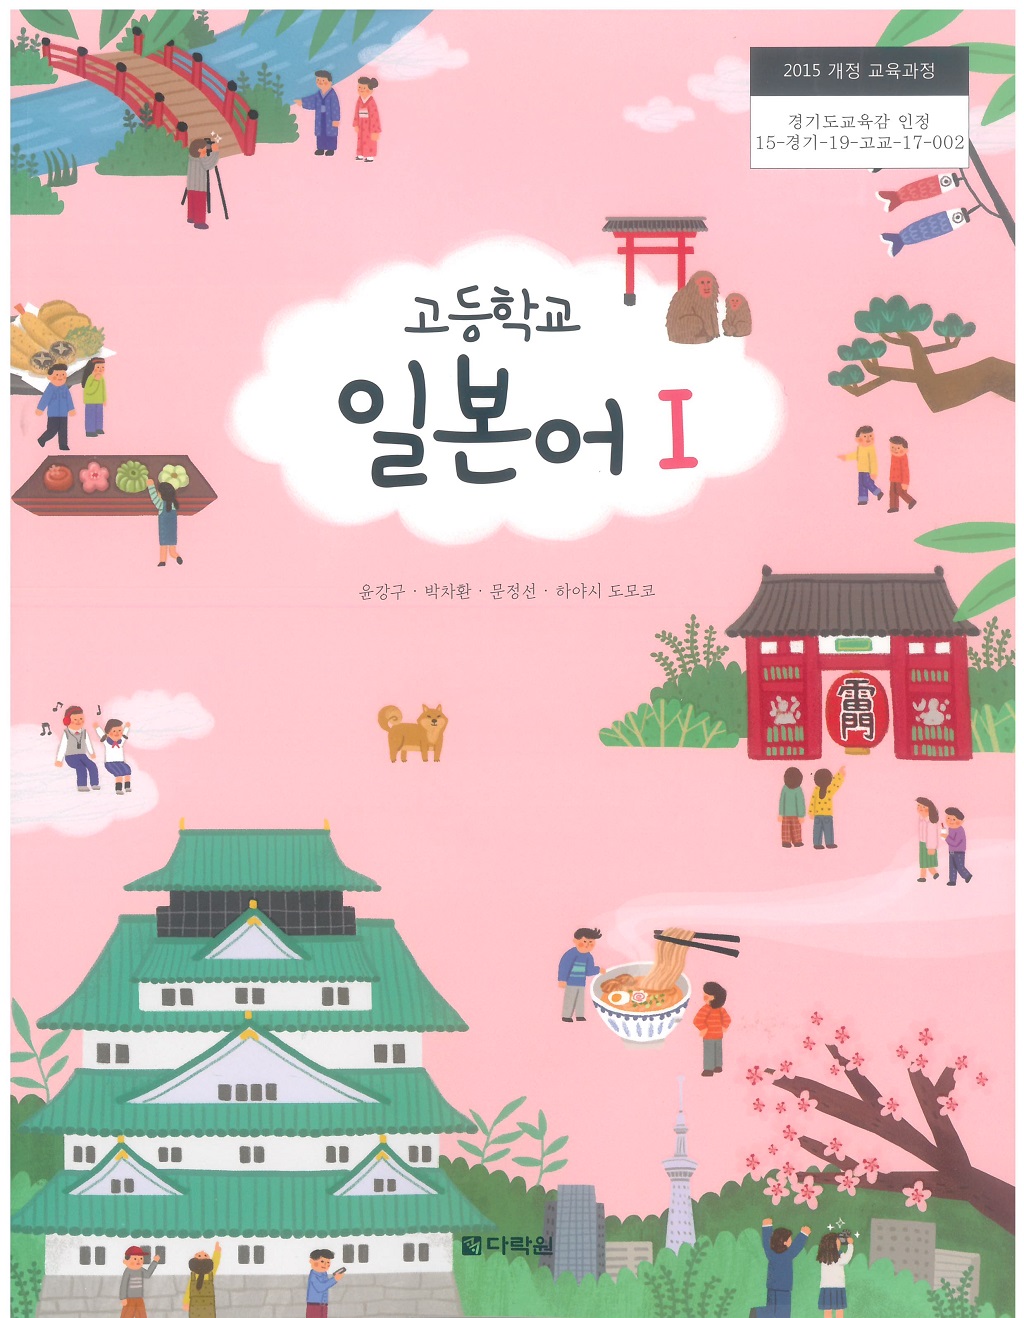 2015 개정 교육과정
경기도교육감 인정
15-경기-19-고교-17-002
고등학교
일본어 I
윤강구 · 박차환 · 문정선 · 하야시 도모코
雷門
다락원